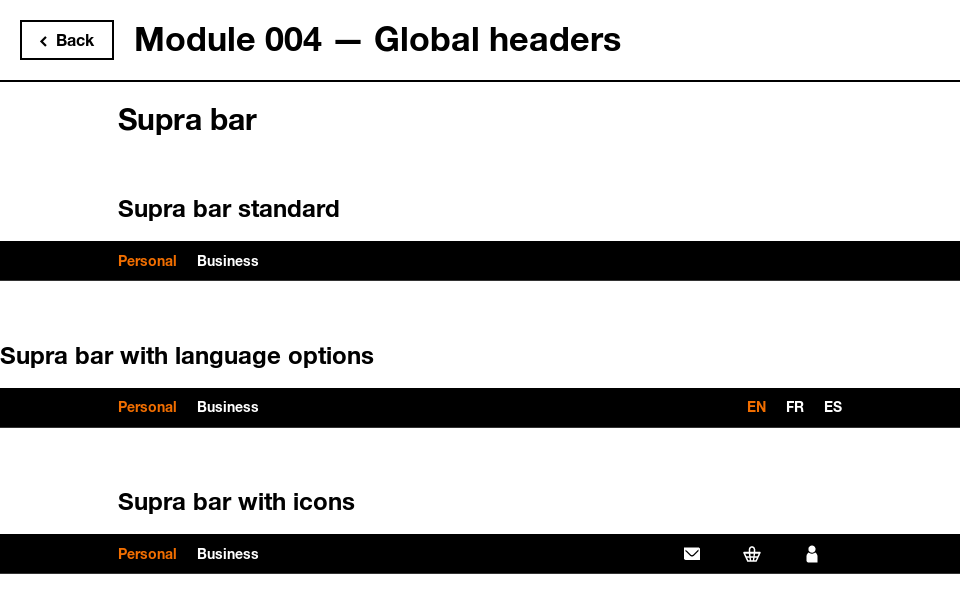 Back
Module 004 — Global headers
Supra bar
Supra bar standard
Personal Business
Supra bar with language options
Personal Business EN FR ES
Supra bar with icons
Personal Business